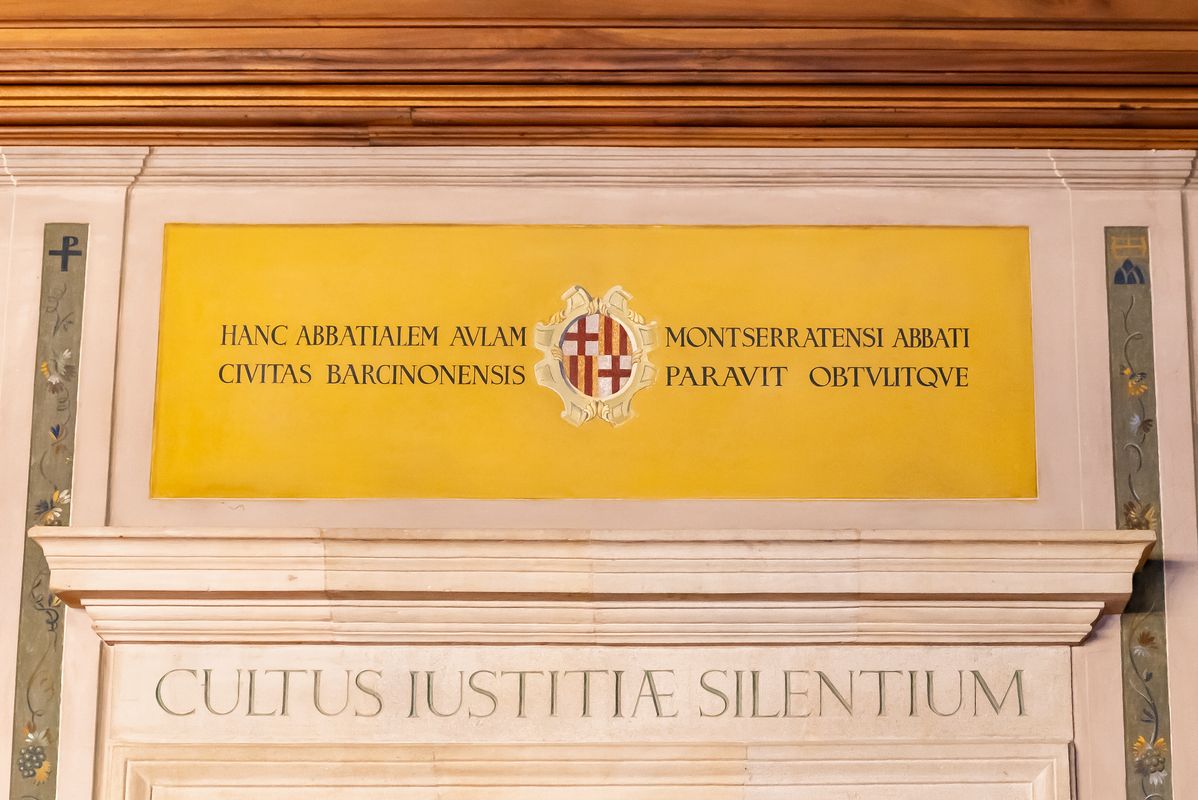 HANC ABBATIALEM AVLAM MONTSERRATENSI ABBATI
CIVITAS BARCINONENSIS PARAVIT OBTVLITQVE
CULTUS IUSTITIÆ SILENTIUM